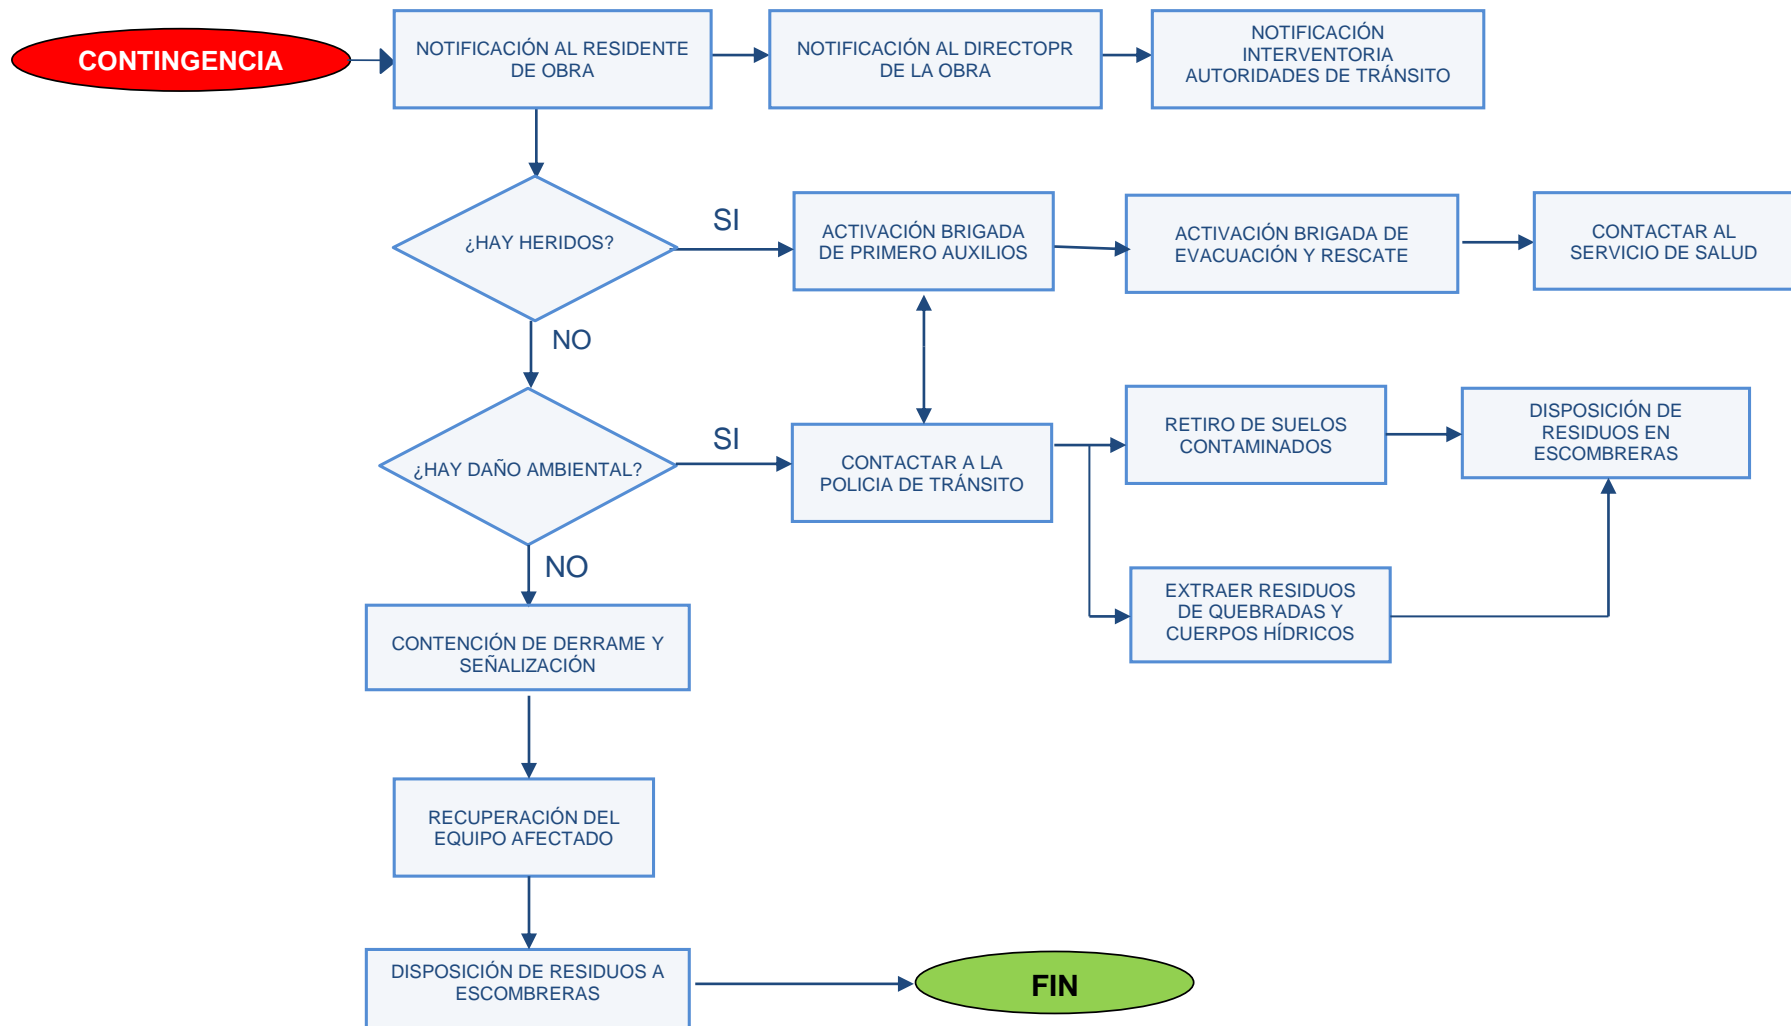 CONTINGENCIA
NOTIFICACIÓN AL RESIDENTE
DE OBRA
NOTIFICACIÓN AL DIRECTOPR
DE LA OBRA
NOTIFICACIÓN
INTERVENTORIA
AUTORIDADES DE TRÁNSITO
¿HAY HERIDOS?
SI
ACTIVACIÓN BRIGADA
DE PRIMERO AUXILIOS
ACTIVACIÓN BRIGADA DE
EVACUACIÓN Y RESCATE
CONTACTAR AL
SERVICIO DE SALUD
NO
¿HAY DAÑO AMBIENTAL?
SI
CONTACTAR A LA
POLICIA DE TRÁNSITO
RETIRO DE SUELOS
CONTAMINADOS
DISPOSICIÓN DE
RESIDUOS EN
ESCOMBRERAS
NO
EXTRAER RESIDUOS
DE QUEBRADAS Y
CUERPOS HÍDRICOS
CONTENCIÓN DE DERRAME Y
SEÑALIZACIÓN
RECUPERACIÓN DEL
EQUIPO AFECTADO
DISPOSICIÓN DE RESIDUOS A
ESCOMBRERAS
FIN